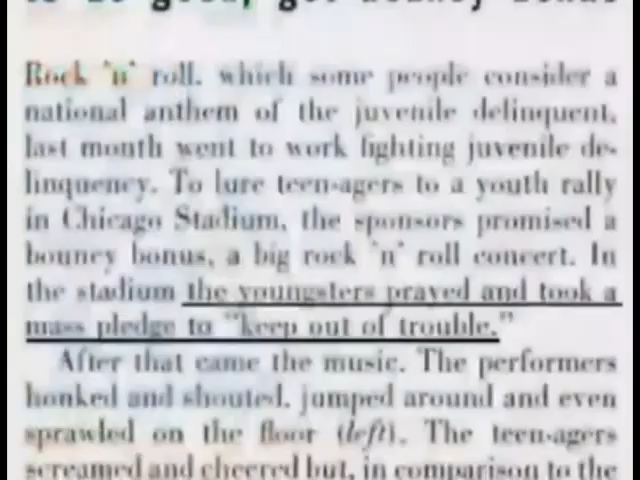 Rock 'n' roll, which some people consider a
national anthem of the juvenile delinquent,
last month went to work fighting juvenile de-
linquency. To lure teen-agers to a youth rally
in Chicago Stadium, the sponsors promised a
bouncy bonus, a big rock 'n' roll concert. In
the stadium the youngsters prayed and took a
mass pledge to "keep out of trouble."
After that came the music. The performers
honked and shouted, jumped around and even
sprawled on the floor (left). The teen-agers
screamed and cheered but, in comparison to the